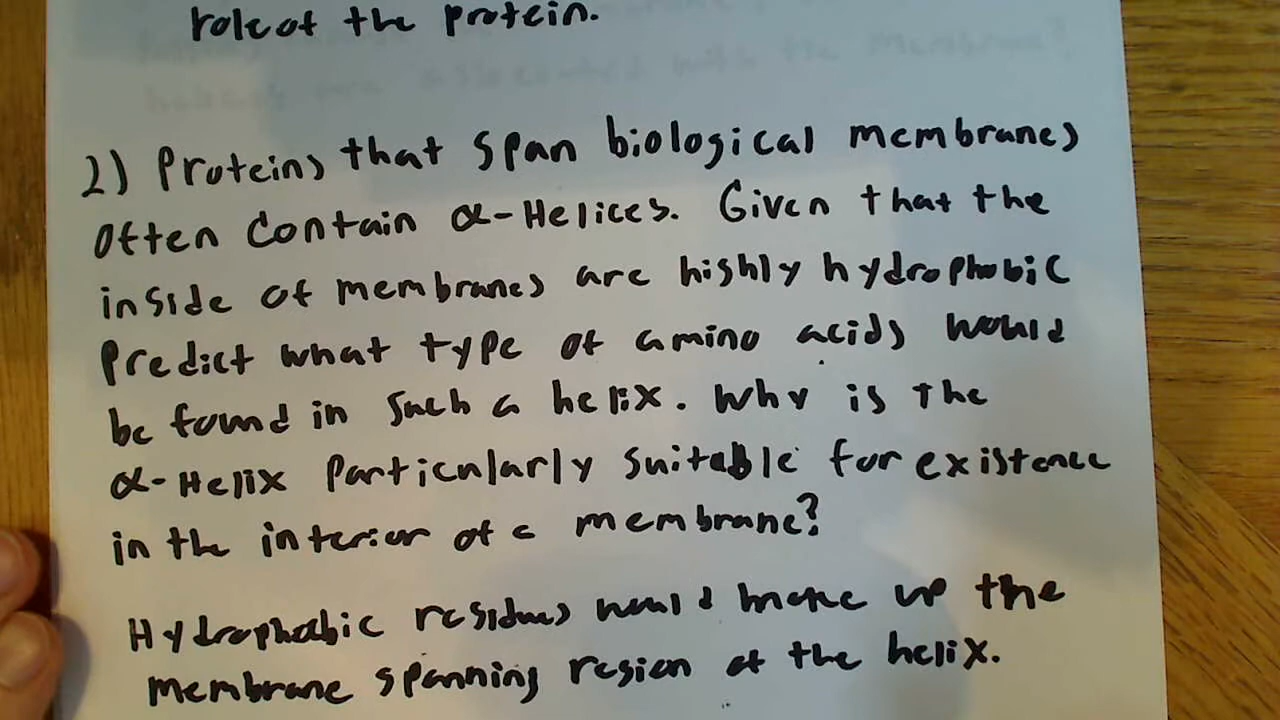 role of the protein.
2) Proteins that span biological membranes
often contain α-Helices. Given that the
inside of membranes are highly hydrophobic
Predict what type of amino acids would
be found in such a helix. Why is the
α-Helix Particularly suitable for existence
in the interior of a membrane?
Hydrophobic residues would make up the
membrane spanning region of the helix.